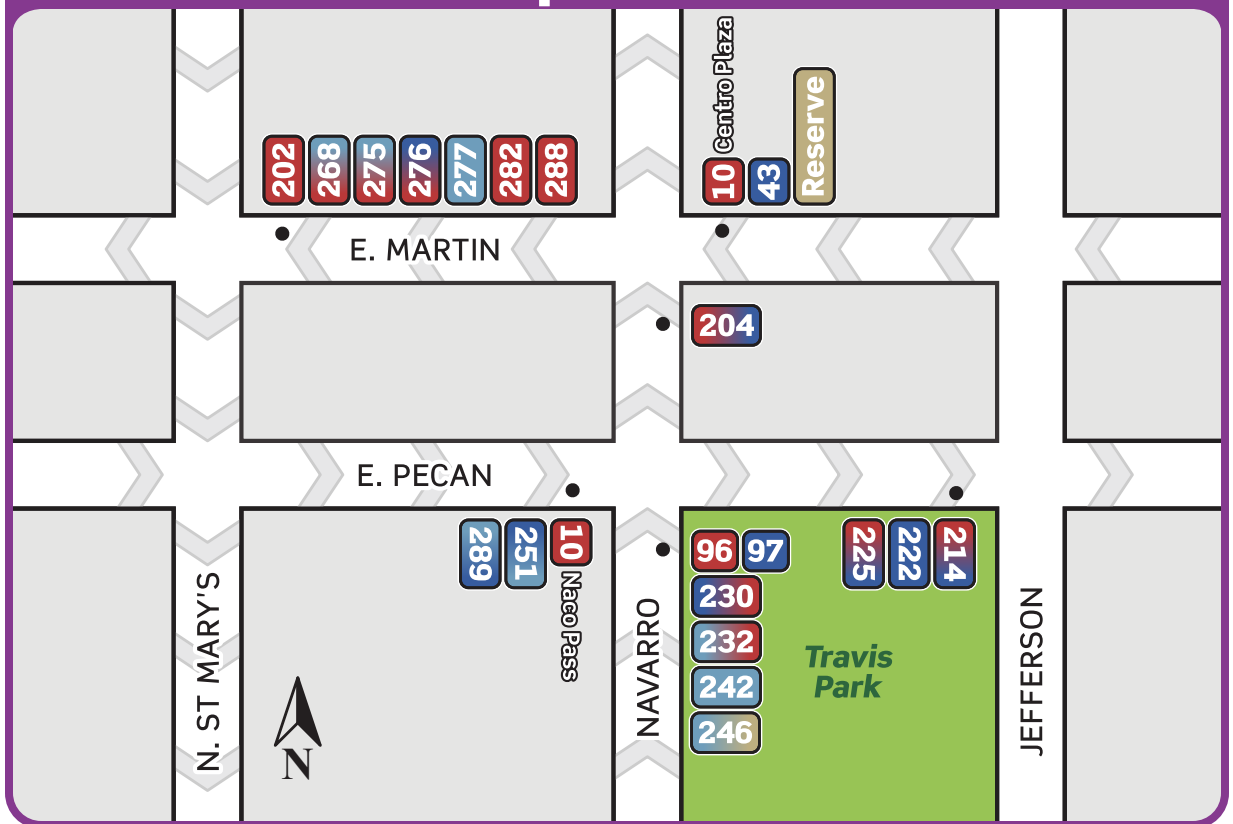 Centro Plaza
202 268 275 276 277 282 288 10 43 Reserve
E. MARTIN
204
E. PECAN
289 251 10 Naco Pass
96 97
225 222 214
230
232
242
246
Travis
Park
N. ST MARY'S
NAVARRO
JEFFERSON
N